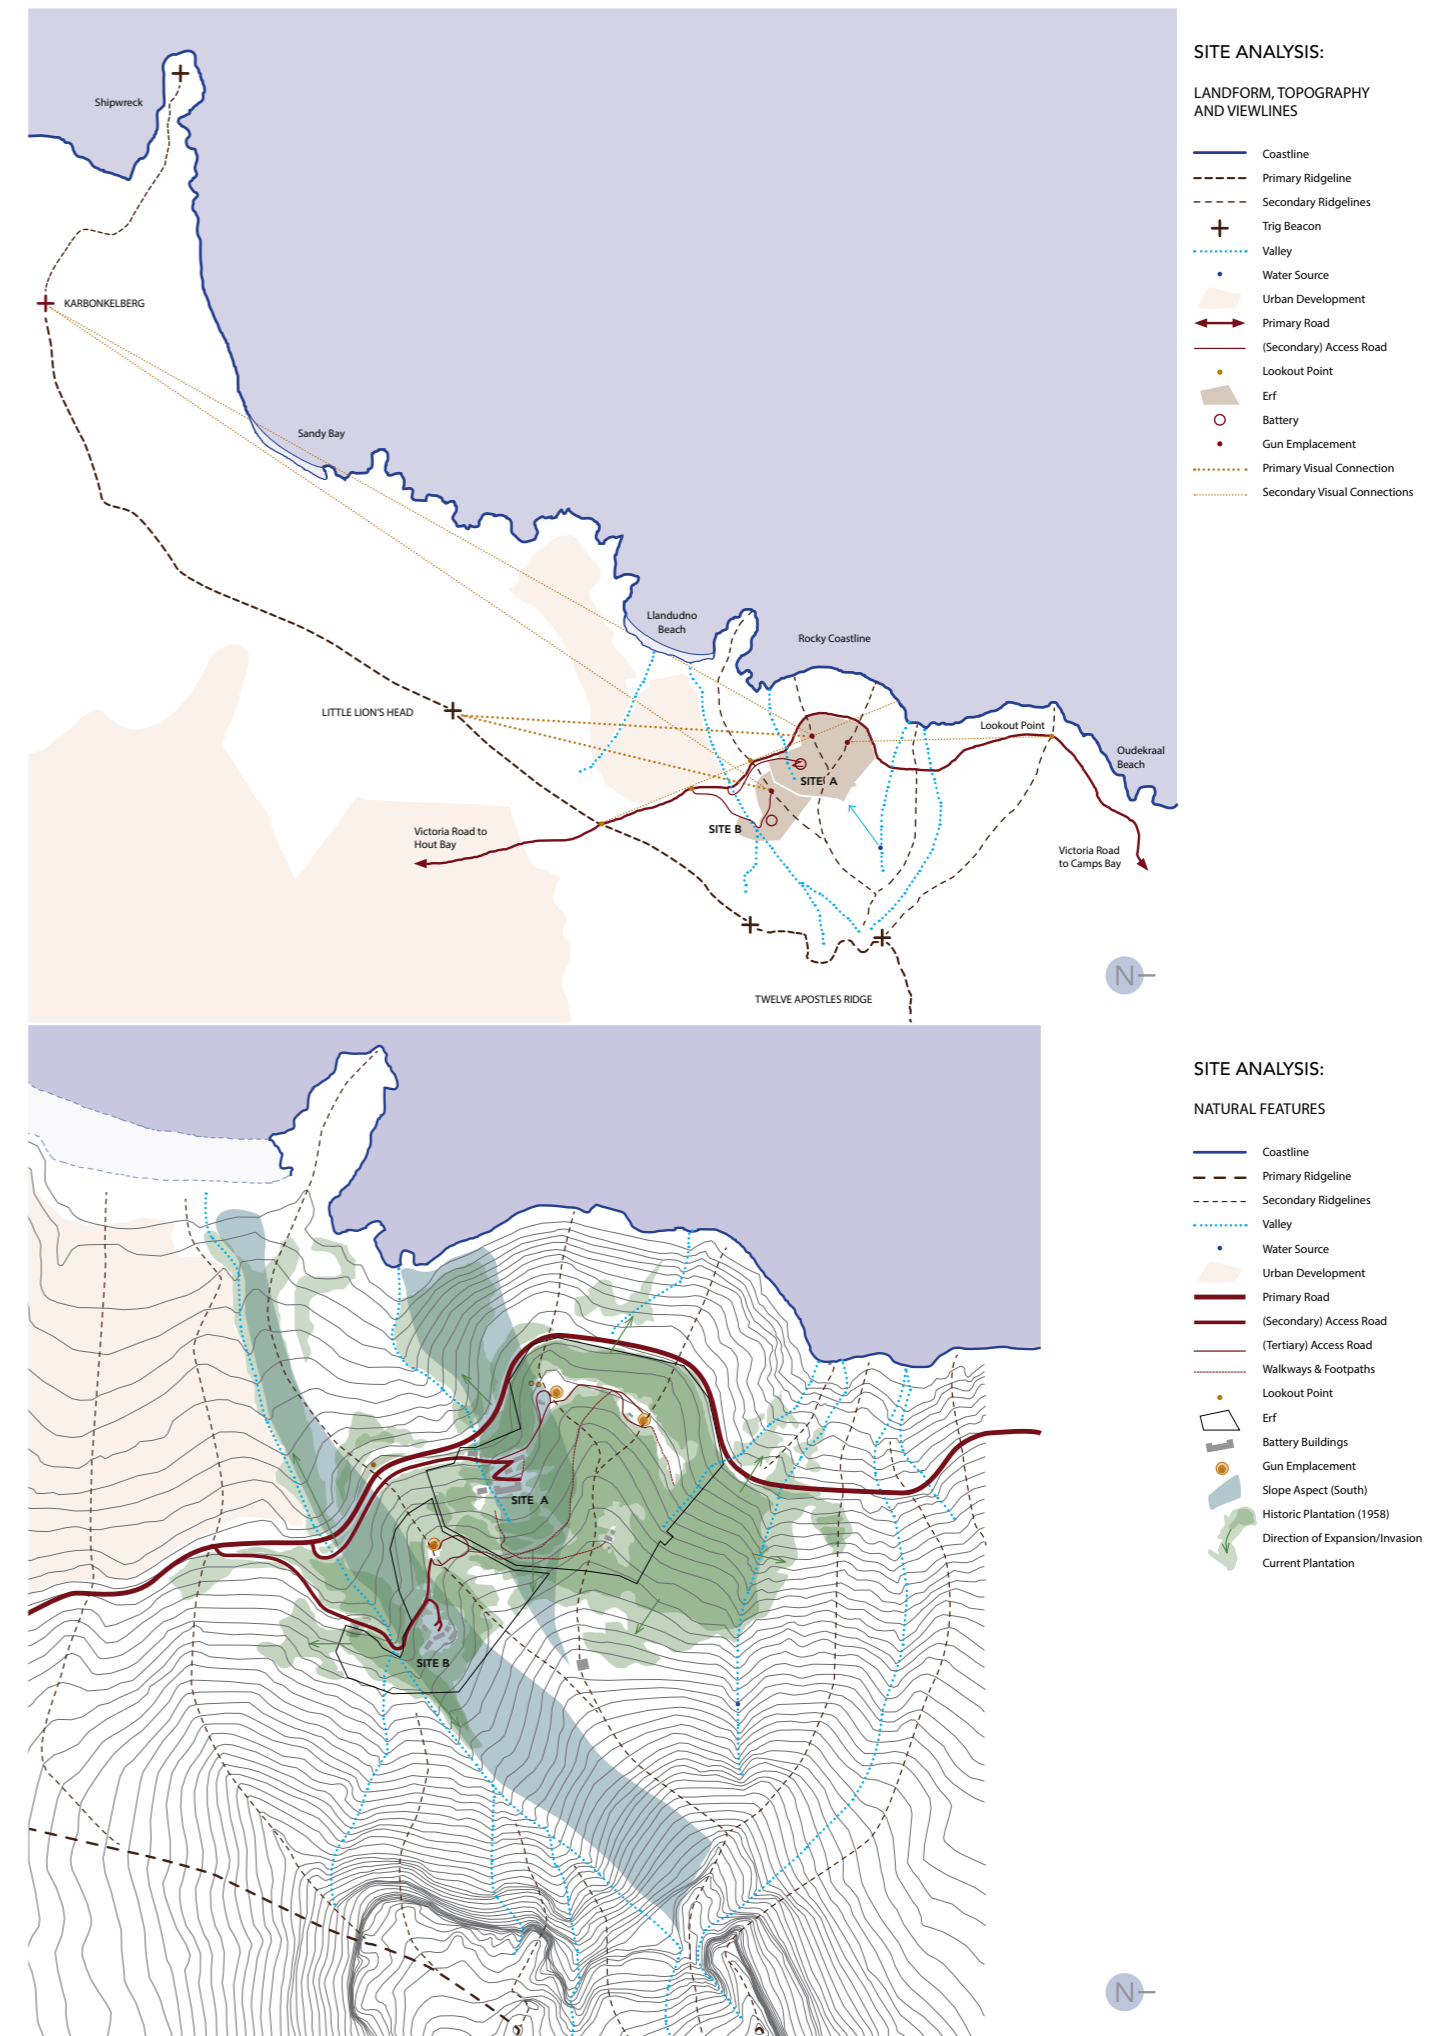 SITE ANALYSIS:
LANDFORM, TOPOGRAPHY
AND VIEWLINES
Coastline
Primary Ridgeline
Secondary Ridgelines
Trig Beacon
Valley
Water Source
Urban Development
Primary Road
(Secondary) Access Road
Lookout Point
Erf
Battery
Gun Emplacement
Primary Visual Connection
Secondary Visual Connections
Shipwreck
KARBONKELBERG
Sandy Bay
Llandudno
Beach
Rocky Coastline
LITTLE LION'S HEAD
Lookout Point
Oudekraal
Beach
SITE A
SITE B
Victoria Road to
Hout Bay
Victoria Road
to Camps Bay
TWELVE APOSTLES RIDGE
N
SITE ANALYSIS:
NATURAL FEATURES
Coastline
Primary Ridgeline
Secondary Ridgelines
Valley
Water Source
Urban Development
Primary Road
(Secondary) Access Road
(Tertiary) Access Road
Walkways & Footpaths
Lookout Point
Erf
Battery Buildings
Gun Emplacement
Slope Aspect (South)
Historic Plantation (1958)
Direction of Expansion/Invasion
Current Plantation
SITE A
SITE B
N